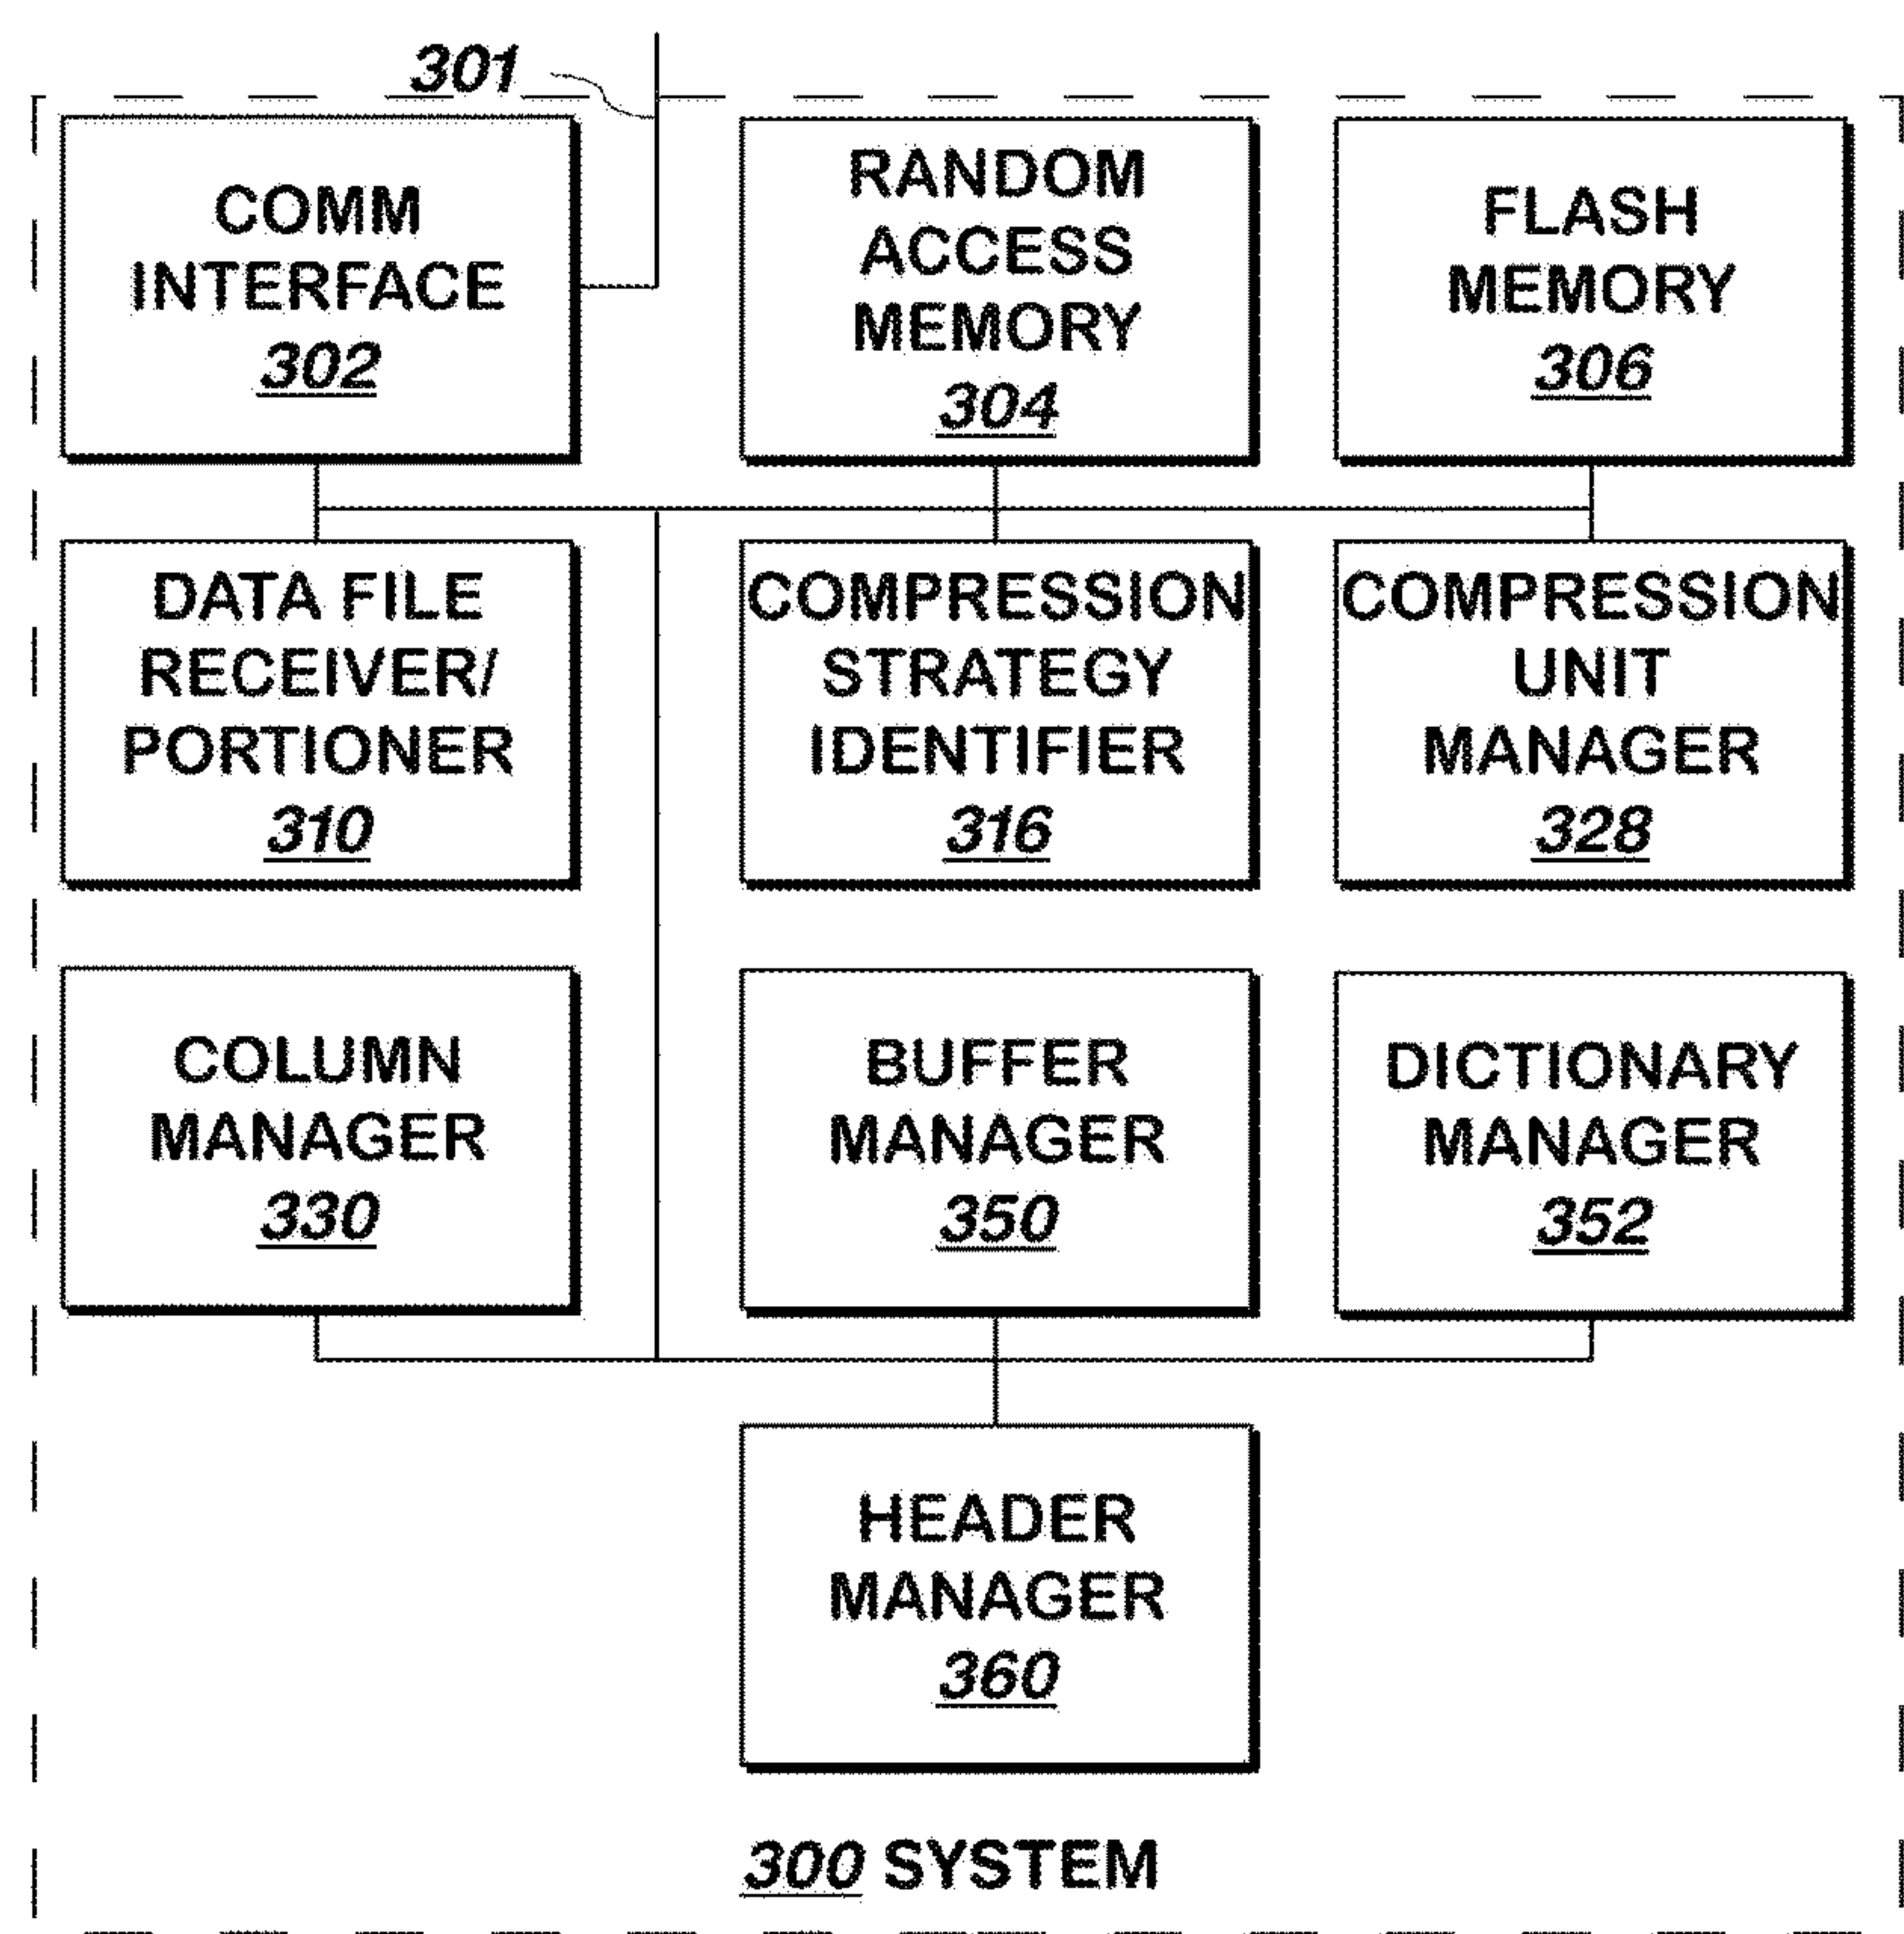 301
COMM
INTERFACE
302
RANDOM
ACCESS
MEMORY
304
FLASH
MEMORY
306
DATA FILE
RECEIVER/
PORTIONER
310
COMPRESSION
STRATEGY
IDENTIFIER
316
COMPRESSION
UNIT
MANAGER
328
COLUMN
MANAGER
330
BUFFER
MANAGER
350
DICTIONARY
MANAGER
352
HEADER
MANAGER
360
300 SYSTEM